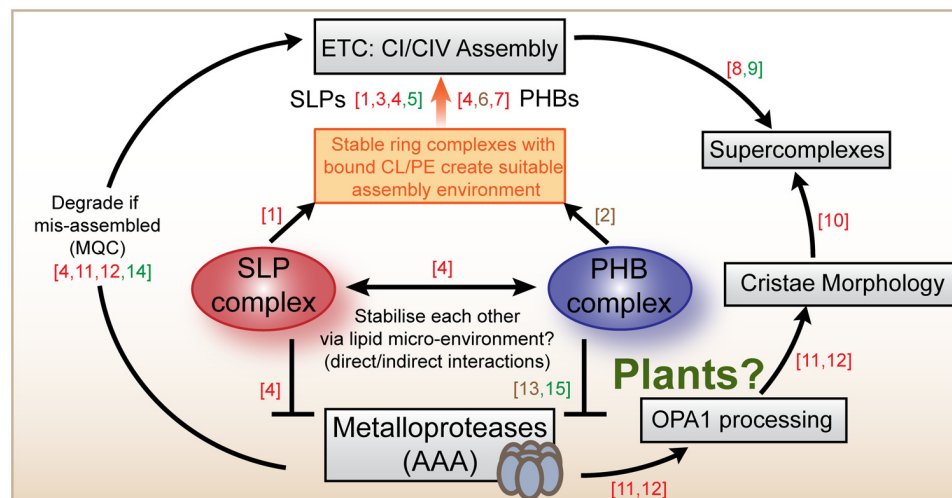 ETC: CI/CIV Assembly
SLPs [1,3,4,5] [4,6,7] PHBs
[8,9]
Stable ring complexes with
bound CL/PE create suitable
assembly environment
Supercomplexes
Degrade if
mis-assembled
(MQC)
[4,11,12,14]
[1]
[2]
[10]
SLP
complex
[4]
PHB
complex
Cristae Morphology
Stabilise each other
via lipid micro-environment?
(direct/indirect interactions)
Plants?
[11,12]
[4]
[13,15]
OPA1 processing
Metalloproteases
(AAA)
[11,12]